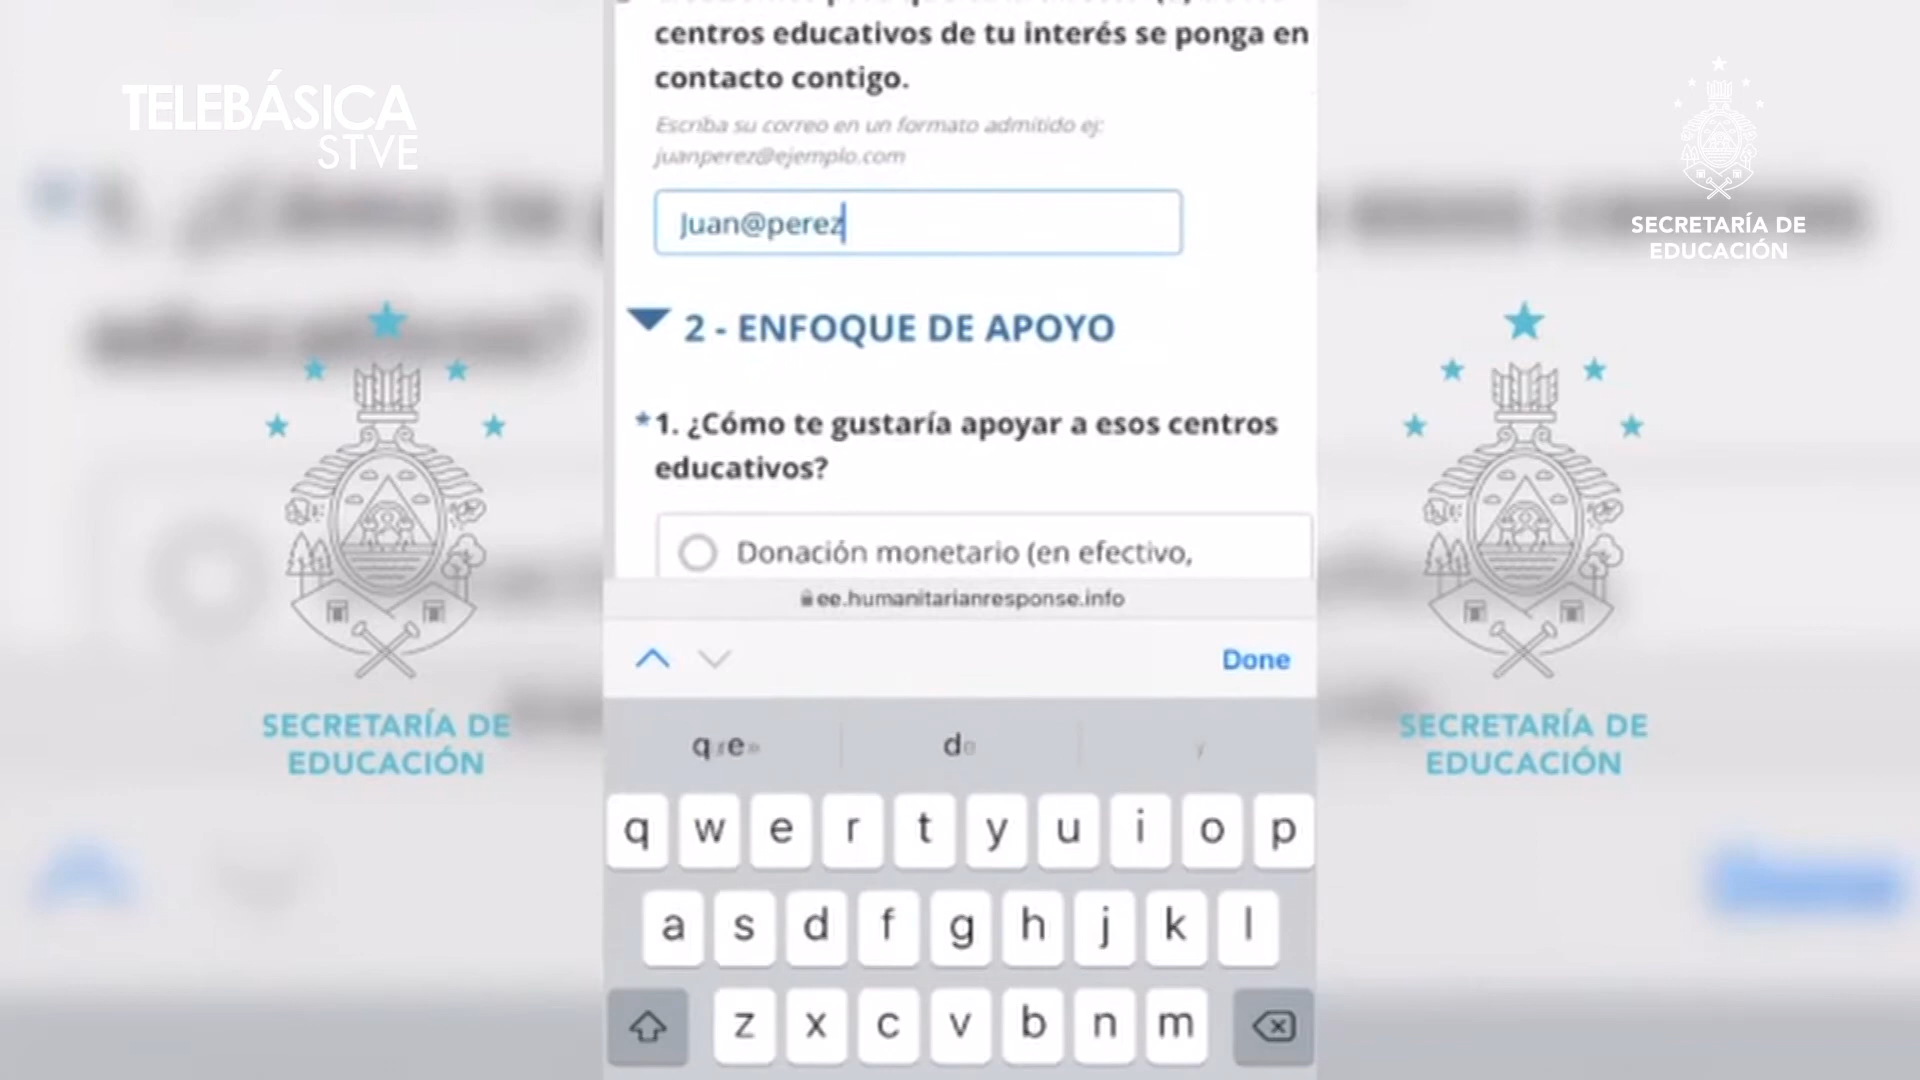 centros educativos de tu interés se ponga en
contacto contigo.
Escriba su correo en un formato admitido ej:
juanperez@ejemplo.com
Juan@perez
2 - ENFOQUE DE APOYO
*1. ¿Cómo te gustaría apoyar a esos centros
educativos?
Donación monetario (en efectivo,
ee.humanitarianresponse.info
Done
q w e r t y u i o p
a s d f g h j k l
z x c v b n m
TELEBÁSICA
STVE
SECRETARÍA DE
EDUCACIÓN
SECRETARÍA DE
EDUCACIÓN
SECRETARÍA DE
EDUCACIÓN